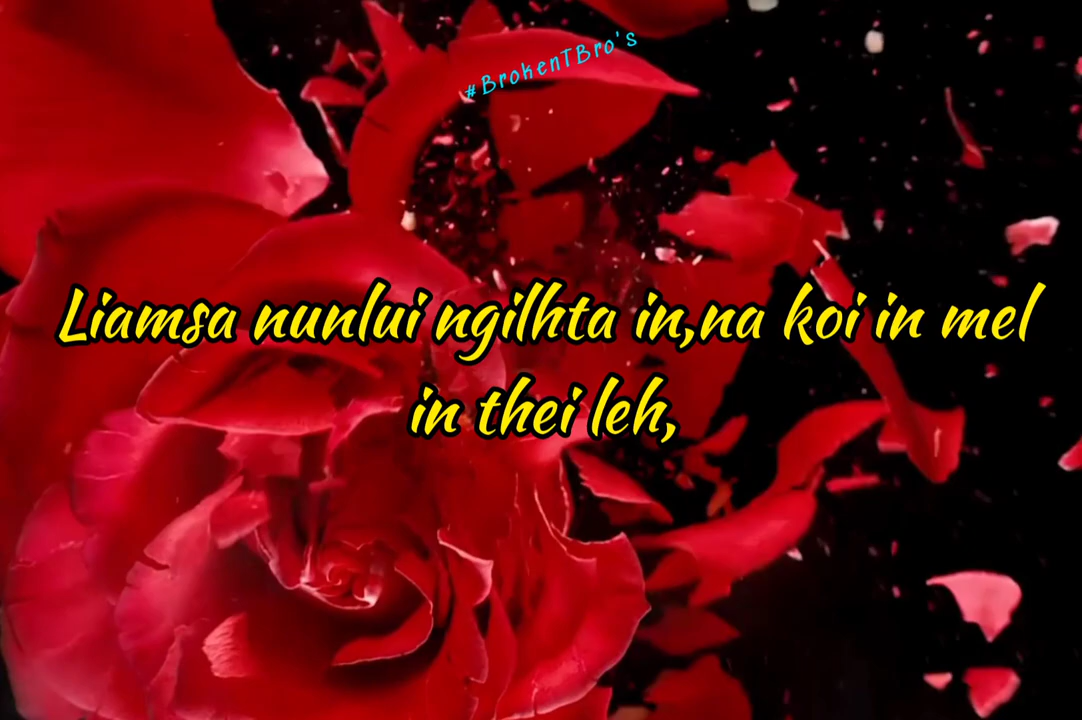 #BrokenTBro's
Liamsa nunlui ngilhta in,na koi in mel
in thei leh,